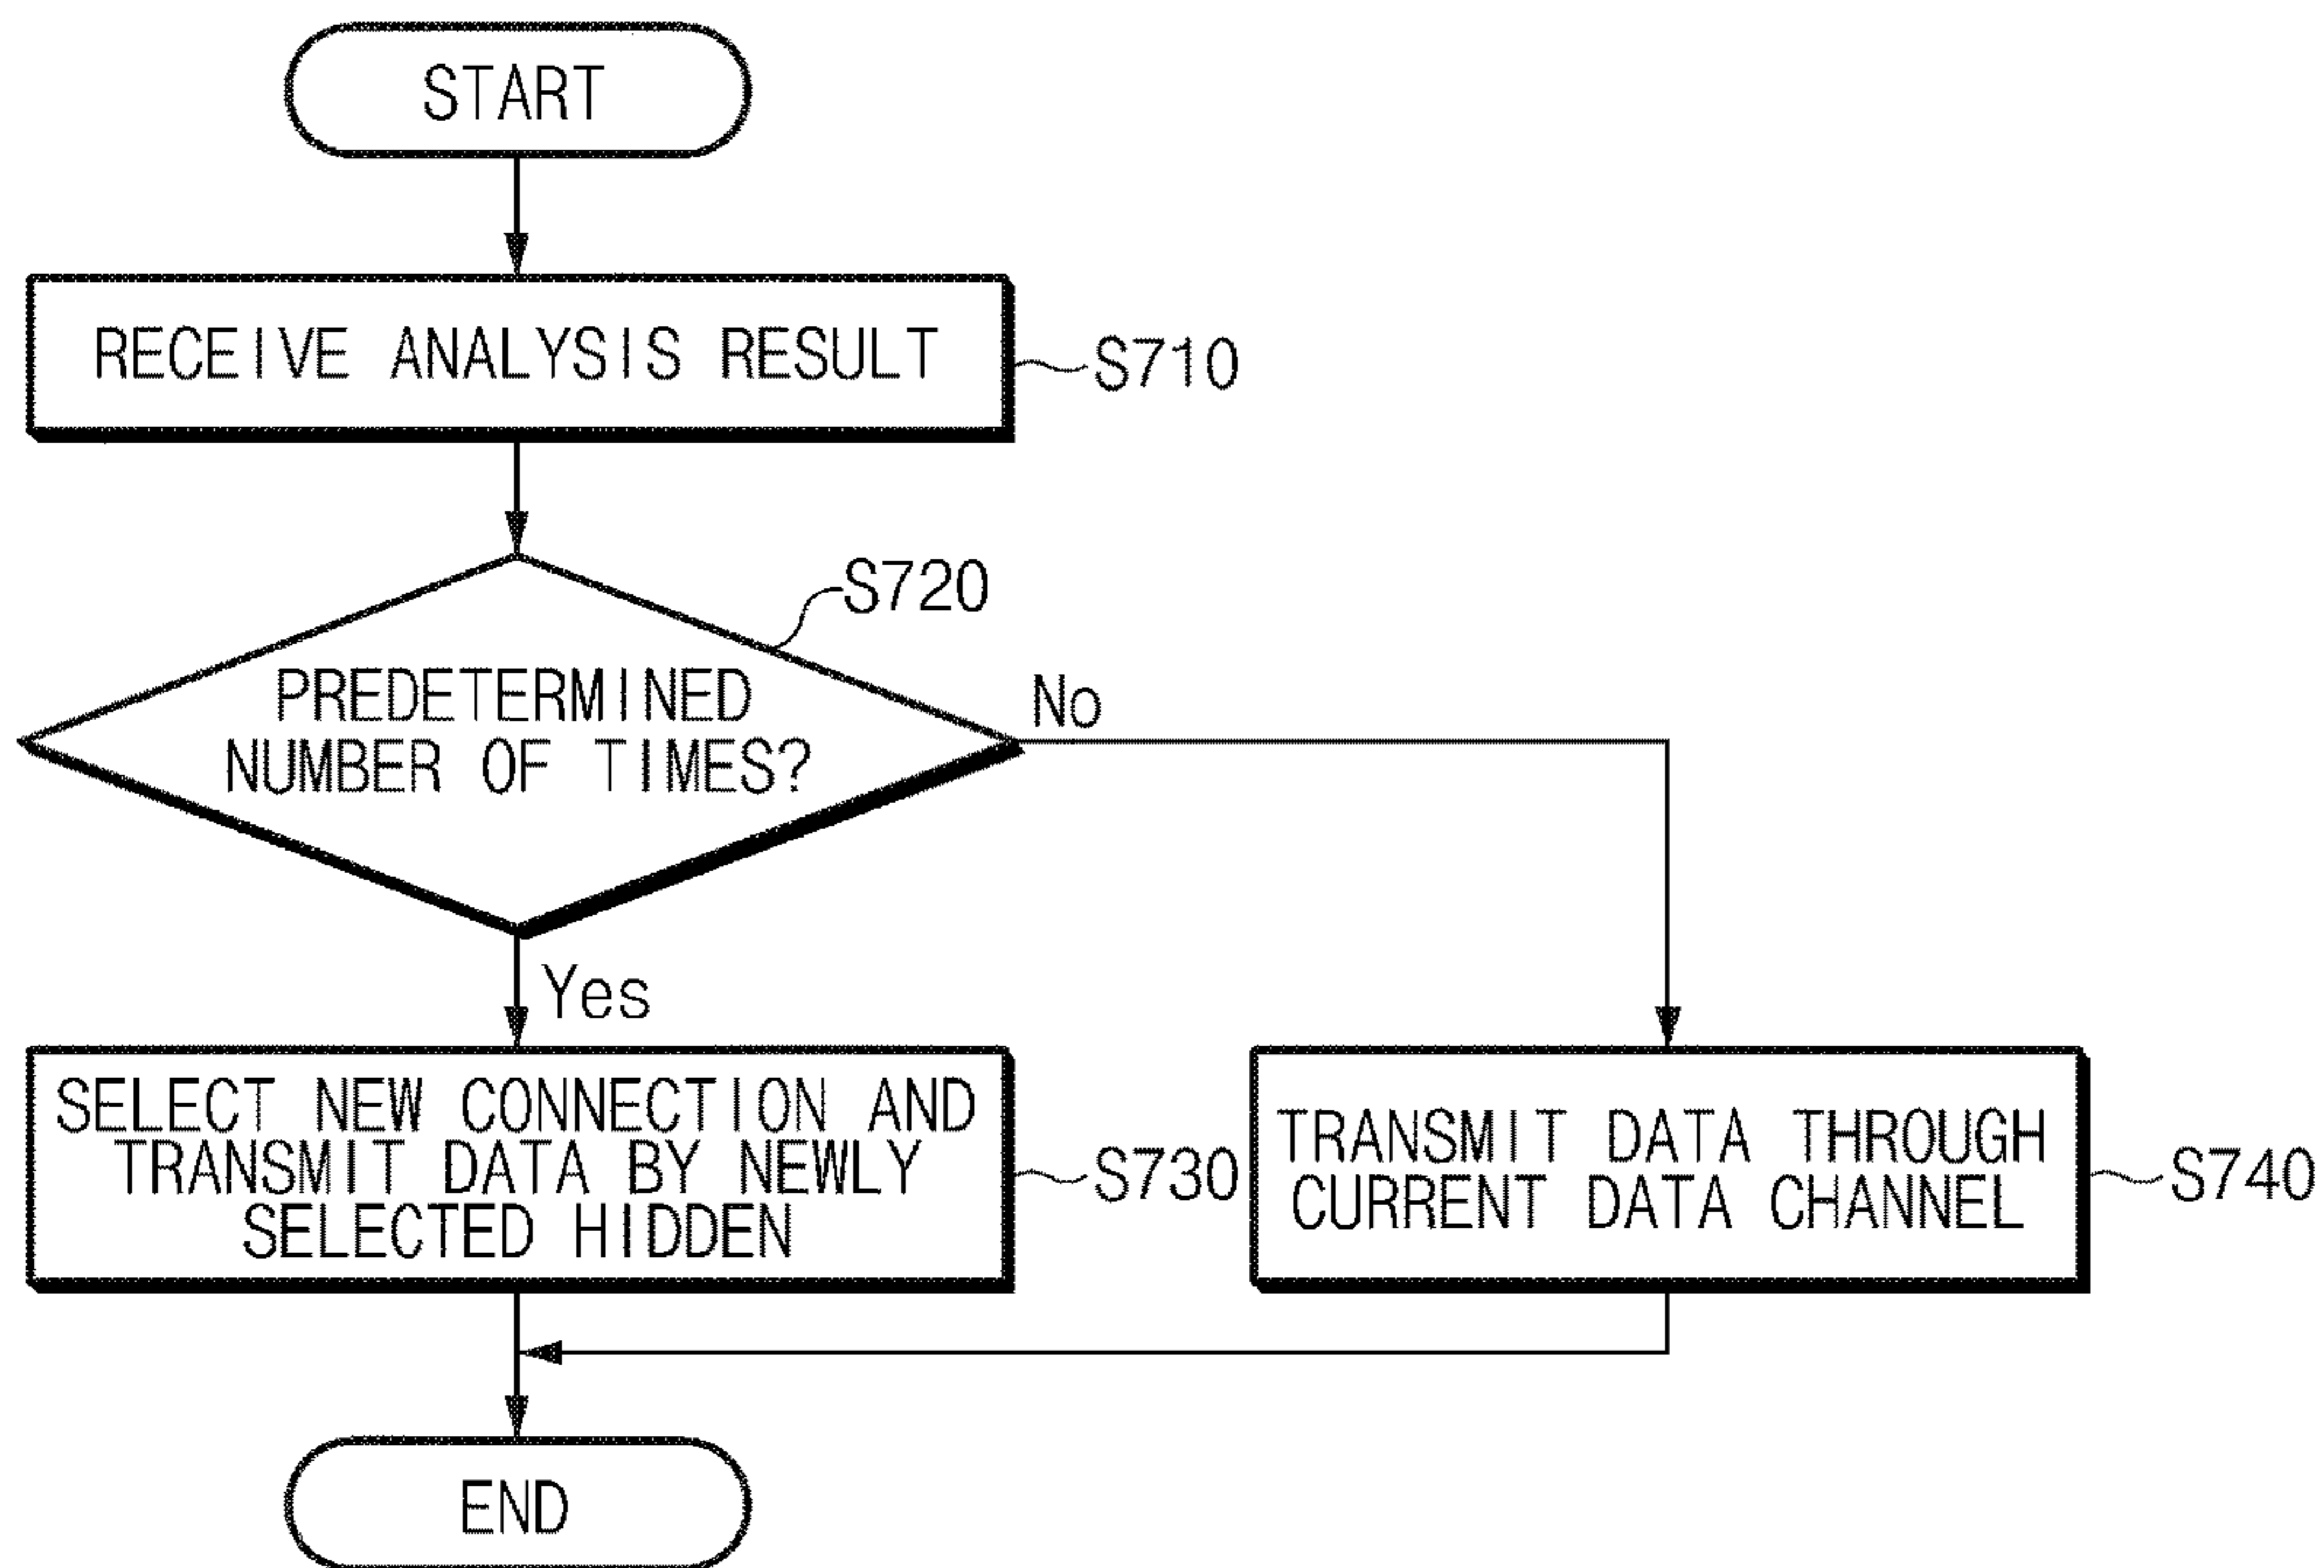 START
RECEIVE ANALYSIS RESULT
S710
S720
PREDETERMINED
NUMBER OF TIMES?
No
Yes
SELECT NEW CONNECTION AND
TRANSMIT DATA BY NEWLY
SELECTED HIDDEN
S730
TRANSMIT DATA THROUGH
CURRENT DATA CHANNEL
S740
END